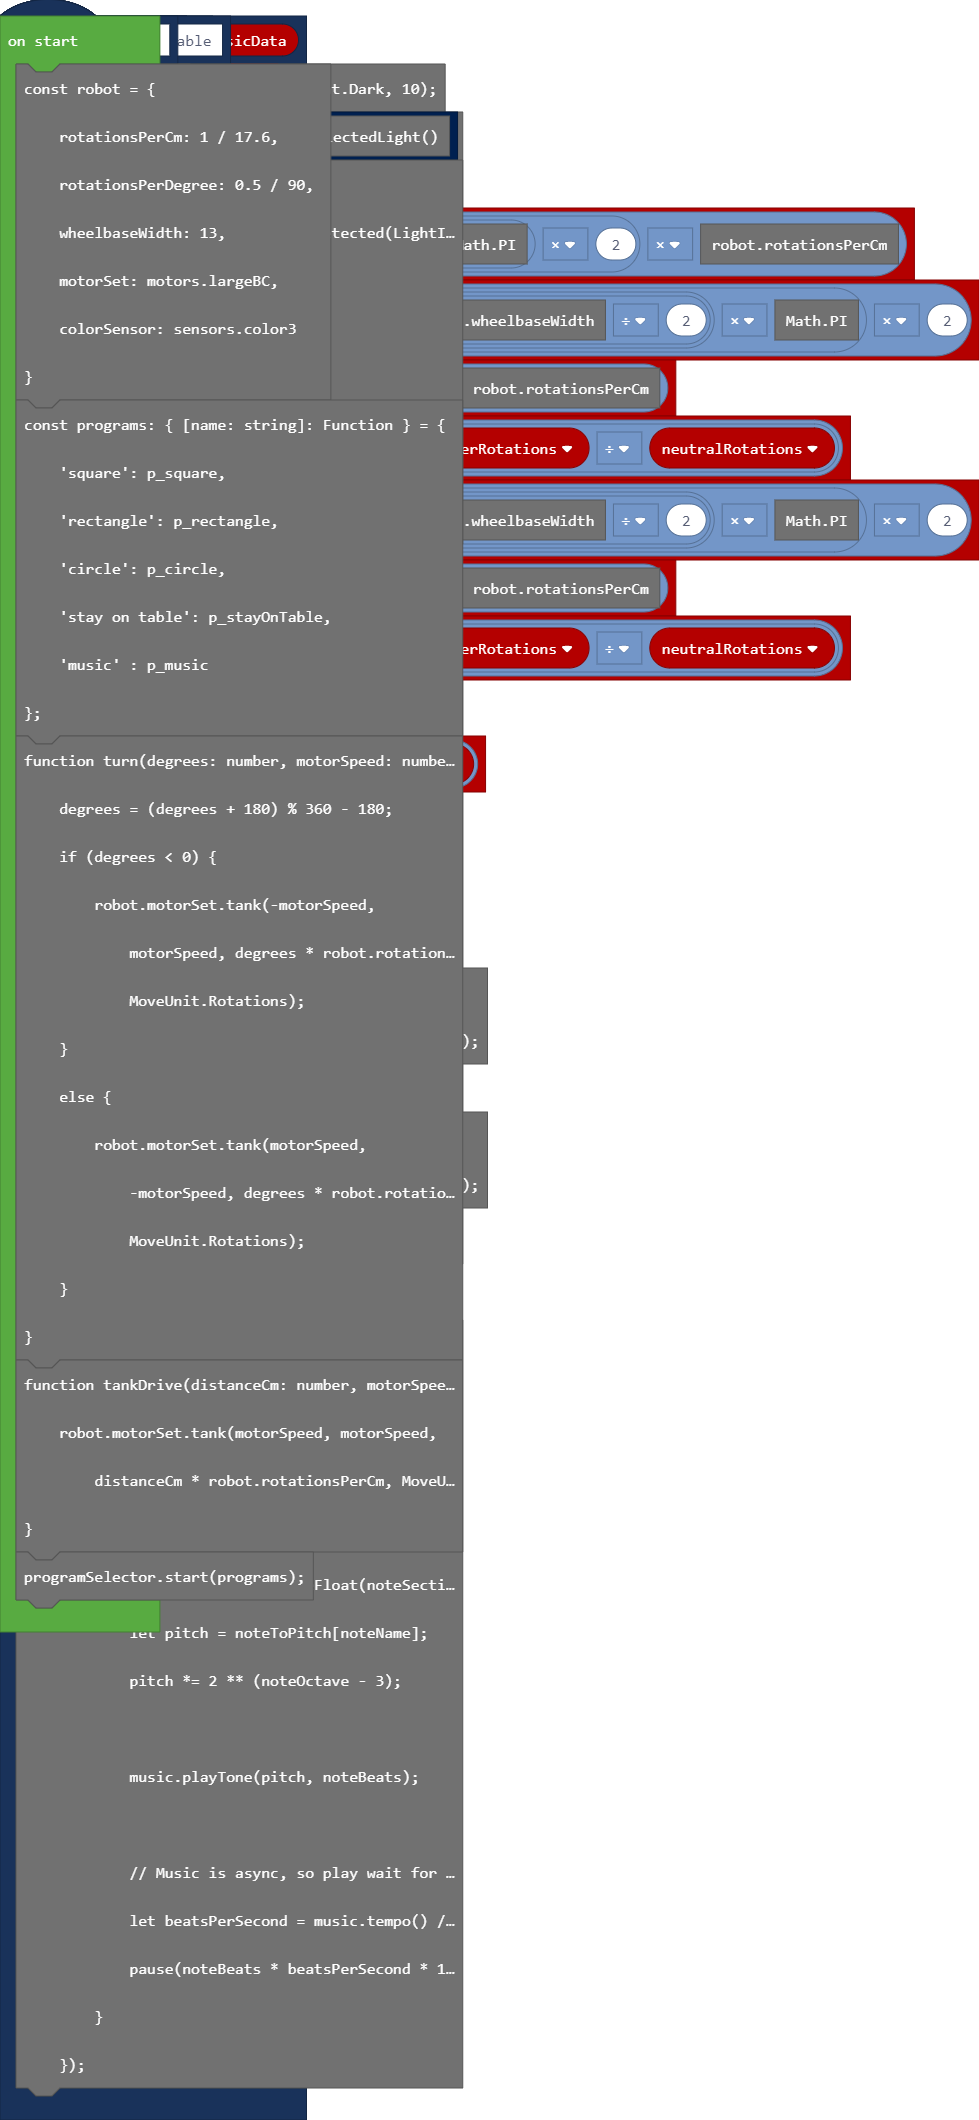 on start able sicData
const robot = { t.Dark, 10);
rotationsPerCm: 1 / 17.6, lectedLight()
rotationsPerDegree: 0.5 / 90,
wheelbaseWidth: 13, tected(LightI… ath.PI × 2 × robot.rotationsPerCm
motorSet: motors.largeBC,
colorSensor: sensors.color3 .wheelbaseWidth ÷ 2 × Math.PI × 2
}
robot.rotationsPerCm
const programs: { [name: string]: Function } = { erRotations ÷ neutralRotations
'square': p_square,
'rectangle': p_rectangle, .wheelbaseWidth ÷ 2 × Math.PI × 2
'circle': p_circle,
robot.rotationsPerCm
'stay on table': p_stayOnTable,
'music' : p_music erRotations ÷ neutralRotations
};
function turn(degrees: number, motorSpeed: numbe…
degrees = (degrees + 180) % 360 - 180;
if (degrees < 0) {
robot.motorSet.tank(-motorSpeed,
motorSpeed, degrees * robot.rotation…
MoveUnit.Rotations);
);
}
else {
robot.motorSet.tank(motorSpeed,
-motorSpeed, degrees * robot.rotatio… );
MoveUnit.Rotations);
}
}
function tankDrive(distanceCm: number, motorSpee…
robot.motorSet.tank(motorSpeed, motorSpeed,
distanceCm * robot.rotationsPerCm, MoveU…
}
programSelector.start(programs); Float(noteSecti…
let pitch = noteToPitch[noteName];
pitch *= 2 ** (noteOctave - 3);
music.playTone(pitch, noteBeats);
// Music is async, so play wait for …
let beatsPerSecond = music.tempo() /…
pause(noteBeats * beatsPerSecond * 1…
}
});